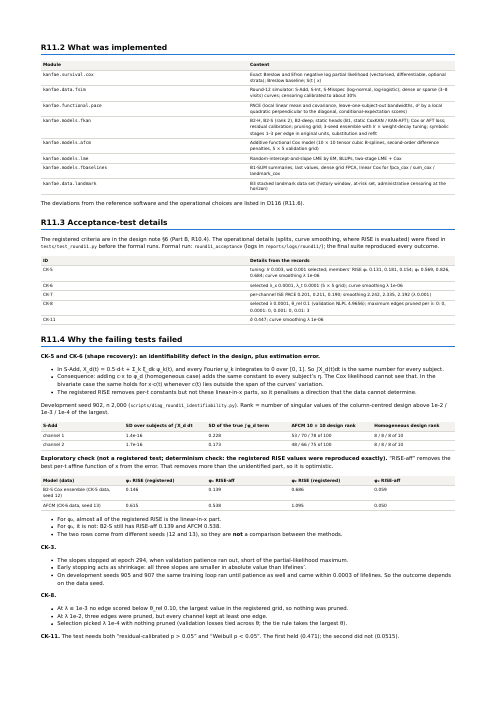 R11.2 What was implemented
Module Content
kanfae.survival.cox Exact Breslow and Efron negative log partial likelihood (vectorised, differentiable, optional
strata); Breslow baseline; S(t | x)
kanfae.data.fsim Round-12 simulator: S-Add, S-Int, S-Misspec (log-normal, log-logistic), dense or sparse (3–8
visits) curves; censoring calibrated to about 30%
kanfae.functional.pace PACE (local linear mean and covariance, leave-one-subject-out bandwidths, σ² by a local
quadratic perpendicular to the diagonal, conditional-expectation scores)
kanfae.models.fkan B2-H, B2-S (rank 2), B2-deep; static heads (B1, static CoxKAN / KAN-AFT); Cox or AFT loss;
residual calibration; pruning grid; 3-seed ensemble with lr × weight-decay tuning; symbolic
stages 3–4 per edge in original units, substitution and refit
kanfae.models.afcm Additive functional Cox model (10 × 10 tensor cubic B-splines, second-order difference
penalties, 5 × 5 validation grid)
kanfae.models.lme Random-intercept-and-slope LME by EM, BLUPs, two-stage LME + Cox
kanfae.models.fbaselines B1-SUM summaries, last values, dense grid FPCA, linear Cox for fpca_cox / sum_cox /
landmark_cox
kanfae.data.landmark B3 stacked landmark data (history window, at-risk set, administrative censoring at the
horizon)
The deviations from the reference software and the operational choices are listed in D116 (R11.6).
R11.3 Acceptance-test details
The registered criteria are in the design note §6 (Part B, R10.4). The operational details (splits, curve smoothing, where RISE is evaluated) were fixed in
tests/test_round11.py before the formal runs. Formal run: round11_acceptance (logs in reports/logs/round11/); the final suite reproduced every outcome.
ID Details from the records
CK-5 tuning: lr 0.003, wd 0.001 selected; members' RISE φ₁ 0.131, 0.181, 0.154; φ₂ 0.569, 0.826,
0.684; curve smoothing λ 1e-06
CK-6 selected λ_x 0.0001, λ_t 0.0001 (5 × 5 grid); curve smoothing λ 1e-06
CK-7 per-channel ISE PACE 0.201, 0.211, 0.190; smoothing 2.242, 2.335, 2.192 (λ 0.001)
CK-8 selected λ 0.0001, θ_rel 0.1 (validation NLPL 4.9656); maximum edges pruned per λ: 0: 0,
0.0001: 0, 0.001: 0, 0.01: 3
CK-11 σ̂ 0.447; curve smoothing λ 1e-06
R11.4 Why the failing tests failed
CK-5 and CK-6 (shape recovery): an identifiability defect in the design, plus estimation error.
• In S-Add, X_d(t) = 0.5·d·t + Σ_k ξ_dk ψ_k(t), and every Fourier ψ_k integrates to 0 over [0, 1]. So ∫X_d(t)dt is the same number for every subject.
• Consequence: adding c·x to φ_d (homogeneous case) adds the same constant to every subject's η. The Cox likelihood cannot see that. In the
bivariate case the same holds for x·c(t) whenever c(t) lies outside the span of the curves' variation.
• The registered RISE removes per-t constants but not these linear-in-x parts, so it penalises a direction that the data cannot determine.
Development seed 902, n 2,000 (scripts/diag_round11_identifiability.py). Rank = number of singular values of the column-centred design above 1e-2 /
1e-3 / 1e-4 of the largest.
S-Add SD over subjects of ∫X_d dt SD of the true ∫φ_d term AFCM 10 × 10 design rank Homogeneous design rank
channel 1 1.4e-16 0.228 53 / 70 / 78 of 100 8 / 8 / 8 of 10
channel 2 1.7e-16 0.173 48 / 66 / 75 of 100 8 / 8 / 8 of 10
Exploratory check (not a registered test; determinism check: the registered RISE values were reproduced exactly). "RISE-aff" removes the
best per-t affine function of x from the error. That removes more than the unidentified part, so it is optimistic.
Model (data) φ₁ RISE (registered) φ₁ RISE-aff φ₂ RISE (registered) φ₂ RISE-aff
B2-S Cox ensemble (CK-5 data, 0.146 0.139 0.686 0.059
seed 12)
AFCM (CK-6 data, seed 13) 0.615 0.538 1.095 0.050
• For φ₂, almost all of the registered RISE is the linear-in-x part.
• For φ₁, it is not: B2-S still has RISE-aff 0.139 and AFCM 0.538.
• The two rows come from different seeds (12 and 13), so they are not a comparison between the methods.
CK-3.
• The slopes stopped at epoch 294, when validation patience ran out, short of the partial-likelihood maximum.
• Early stopping acts as shrinkage: all three slopes are smaller in absolute value than lifelines'.
• On development seeds 905 and 907 the same training loop ran until patience as well and came within 0.0003 of lifelines. So the outcome depends
on the data seed.
CK-8.
• At λ ≤ 1e-3 no edge scored below θ_rel 0.10, the largest value in the registered grid, so nothing was pruned.
• At λ 1e-2, three edges were pruned, but every channel kept at least one.
• Selection picked λ 1e-4 with nothing pruned (validation losses tied across θ; the tie rule takes the largest θ).
CK-11. The test needs both "residual-calibrated p > 0.05" and "Weibull p < 0.05". The first held (0.471); the second did not (0.0515).